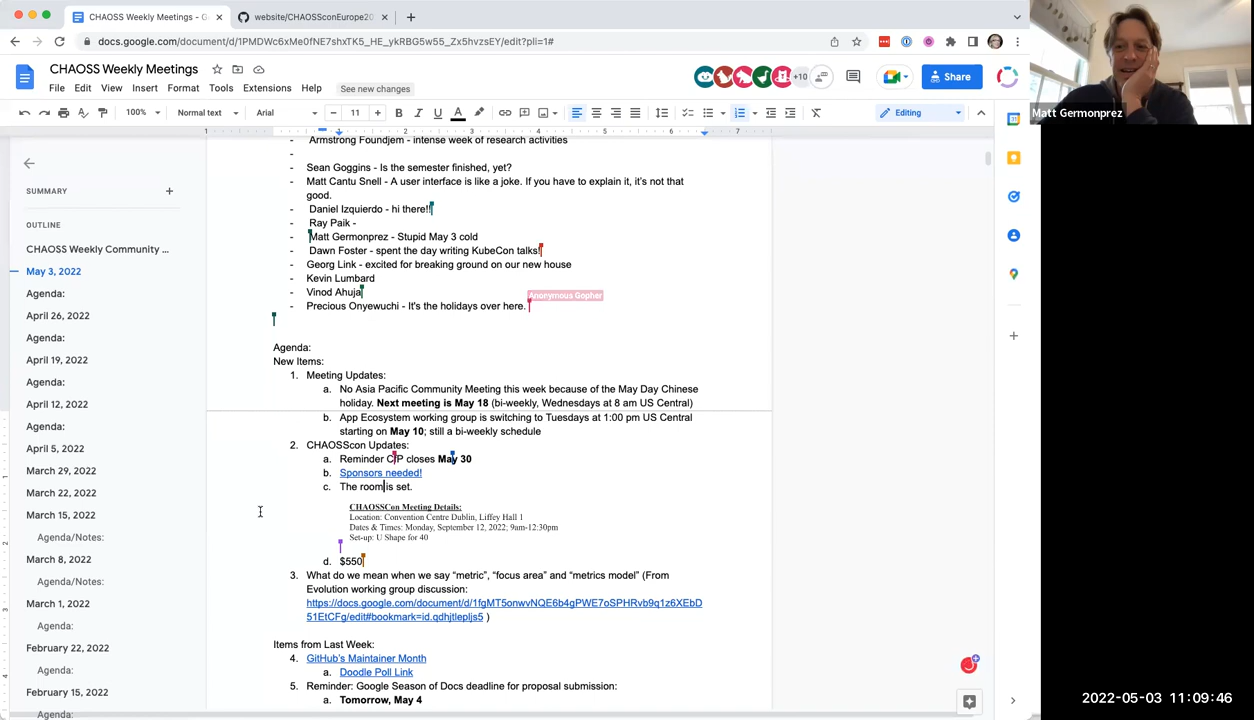 CHAOSS Weekly Meetings - G
website/CHAOSSconEurope20
docs.google.com/document/d/1PMDWc6xMe0fNE7shxTK5_HE_ykRBG5w55_Zx5hvzsEY/edit?pli=1#
CHAOSS Weekly Meetings
File Edit View Insert Format Tools Extensions Help
See new changes
+10
Share
100%
Normal text
Arial
11
B I U A
Editing
Matt Germonprez
1 2 3 4 5 6 7
SUMMARY
OUTLINE
CHAOSS Weekly Community ...
May 3, 2022
Agenda:
April 26, 2022
Agenda:
April 19, 2022
Agenda:
April 12, 2022
Agenda:
April 5, 2022
March 29, 2022
March 22, 2022
March 15, 2022
Agenda/Notes:
March 8, 2022
Agenda/Notes:
March 1, 2022
Agenda:
February 22, 2022
Agenda:
February 15, 2022
Agenda:
- Armstrong Foundjem - intense week of research activities
-
- Sean Goggins - Is the semester finished, yet?
- Matt Cantu Snell - A user interface is like a joke. If you have to explain it, it's not that
good.
- Daniel Izquierdo - hi there!!
- Ray Paik -
- Matt Germonprez - Stupid May 3 cold
- Dawn Foster - spent the day writing KubeCon talks!
- Georg Link - excited for breaking ground on our new house
- Kevin Lumbard
- Vinod Ahuja
Anonymous Gopher
- Precious Onyewuchi - It's the holidays over here.
Agenda:
New Items:
1. Meeting Updates:
a. No Asia Pacific Community Meeting this week because of the May Day Chinese
holiday. Next meeting is May 18 (bi-weekly, Wednesdays at 8 am US Central)
b. App Ecosystem working group is switching to Tuesdays at 1:00 pm US Central
starting on May 10; still a bi-weekly schedule
2. CHAOSScon Updates:
a. Reminder CfP closes May 30
b. Sponsors needed!
c. The room is set.
CHAOSSCon Meeting Details:
Location: Convention Centre Dublin, Liffey Hall 1
Dates & Times: Monday, September 12, 2022; 9am-12:30pm
Set-up: U Shape for 40
d. $550
3. What do we mean when we say "metric", "focus area" and "metrics model" (From
Evolution working group discussion:
https://docs.google.com/document/d/1fgMT5onwvNQE6b4gPWE7oSPHRvb9q1z6XEbD
51EtCFg/edit#bookmark=id.qdhjtlepljs5 )
Items from Last Week:
4. GitHub's Maintainer Month
a. Doodle Poll Link
5. Reminder: Google Season of Docs deadline for proposal submission:
a. Tomorrow, May 4
2022-05-03 11:09:46